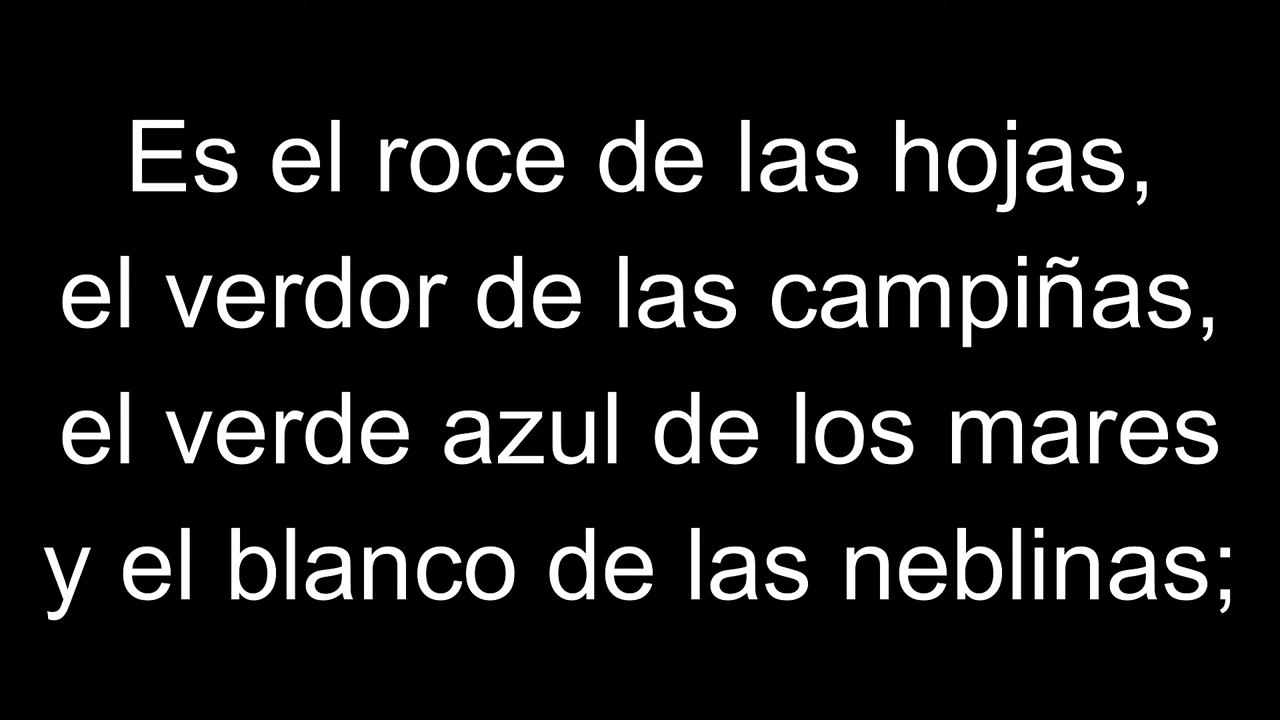 Es el roce de las hojas,
el verdor de las campiñas,
el verde azul de los mares
y el blanco de las neblinas;